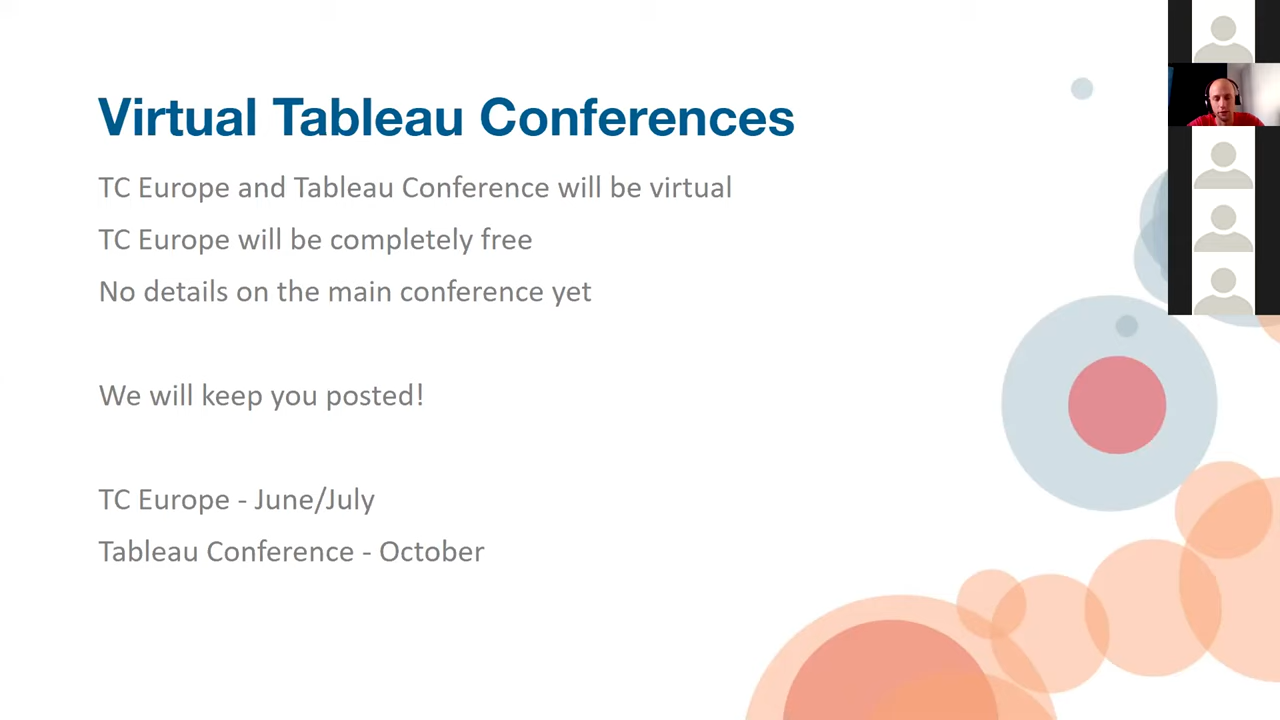 Virtual Tableau Conferences
TC Europe and Tableau Conference will be virtual
TC Europe will be completely free
No details on the main conference yet
We will keep you posted!
TC Europe - June/July
Tableau Conference - October